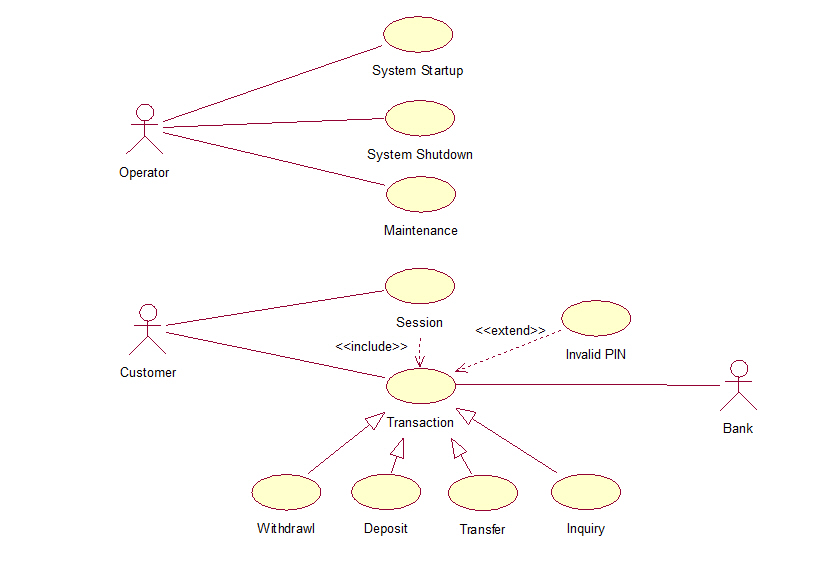 System Startup
System Shutdown
Operator
Maintenance
Session
<<extend>>
<<include>>
Invalid PIN
Customer
Transaction
Bank
Withdrawl
Deposit
Transfer
Inquiry